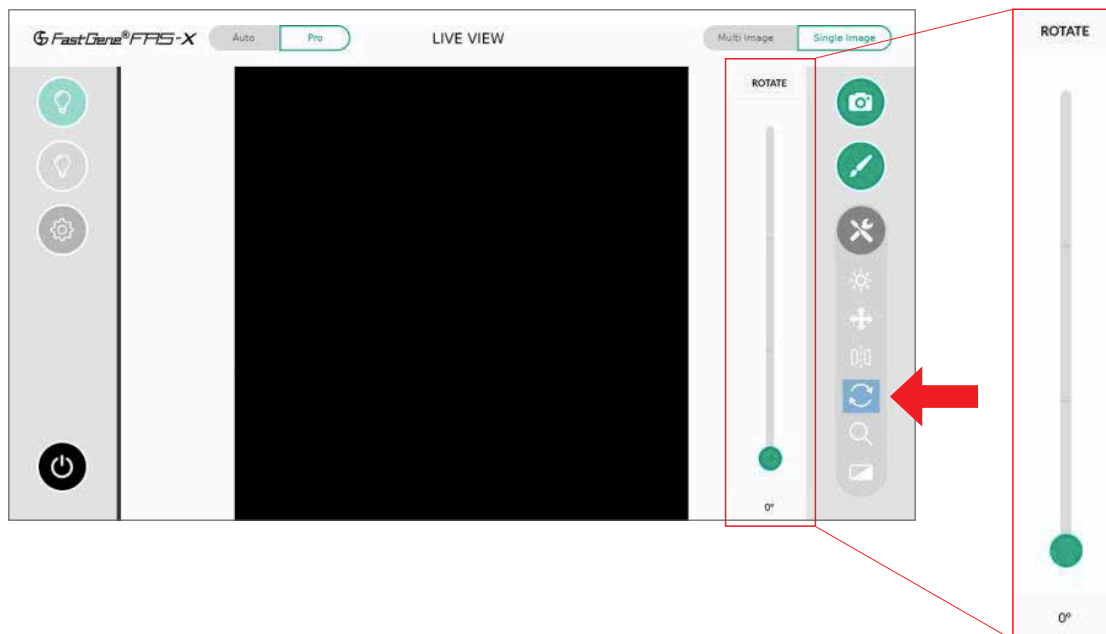 FastGene® FAS-X
Auto
Pro
LIVE VIEW
Multi Image
Single Image
ROTATE
0°
ROTATE
0°